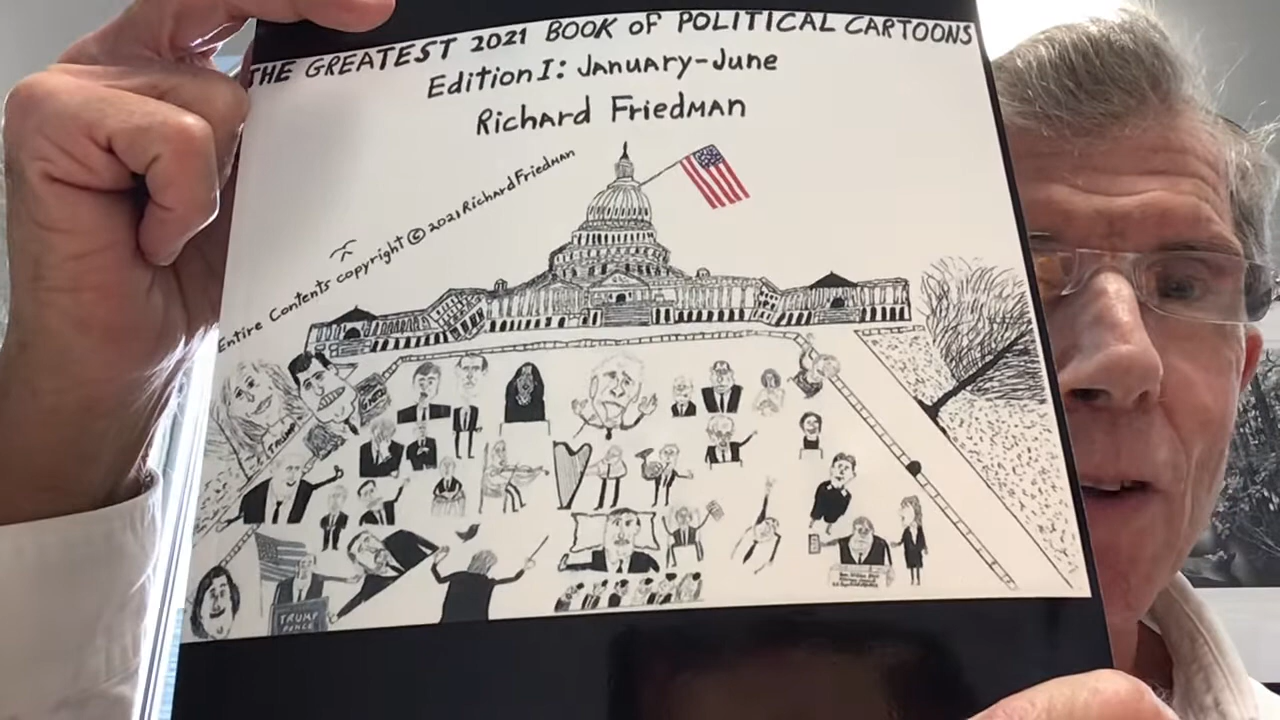 THE GREATEST 2021 BOOK of POLITICAL CARTOONS
Edition I: January-June
Richard Friedman
Entire Contents copyright © 2021 Richard Friedman
TRUMP
TRUMP
PENCE